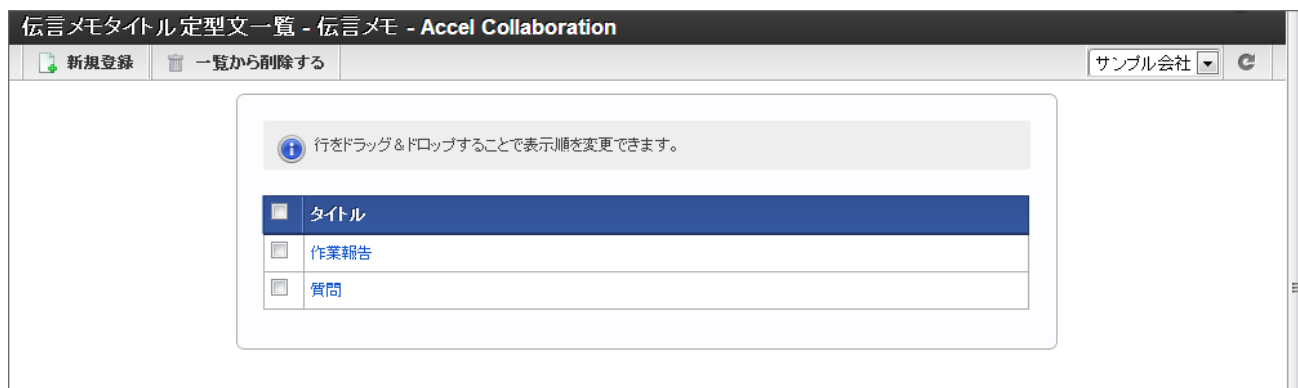 伝言メモタイトル定型文一覧 - 伝言メモ - Accel Collaboration
新規登録 一覧から削除する サンプル会社
行をドラッグ＆ドロップすることで表示順を変更できます。
タイトル
作業報告
質問